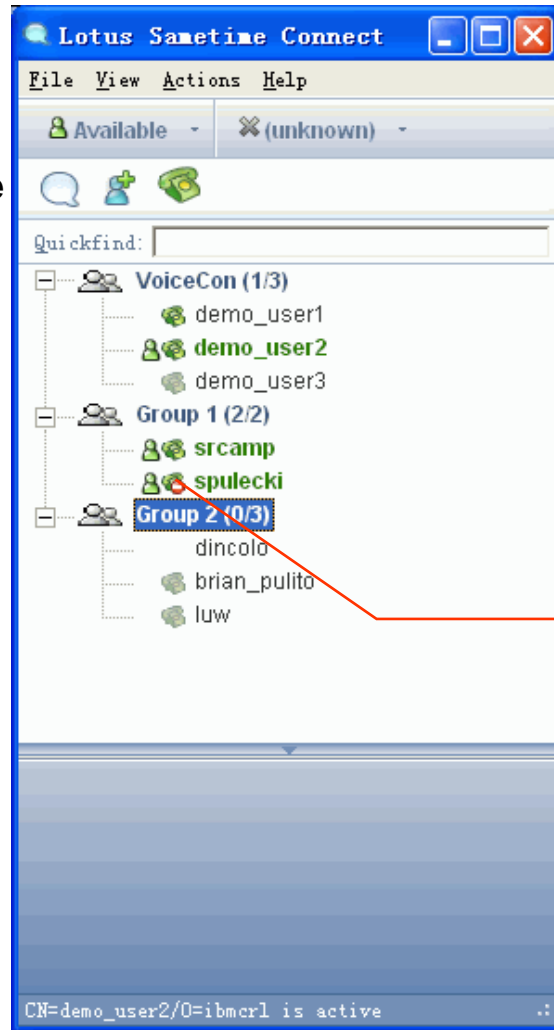 Lotus Sametime Connect
File View Actions Help
Available (unknown)
e
Quickfind:
VoiceCon (1/3)
demo_user1
demo_user2
demo_user3
Group 1 (2/2)
srcamp
spulecki
Group 2 (0/3)
dincolo
brian_pulito
luw
CN=demo_user2/O=ibmcrl is active